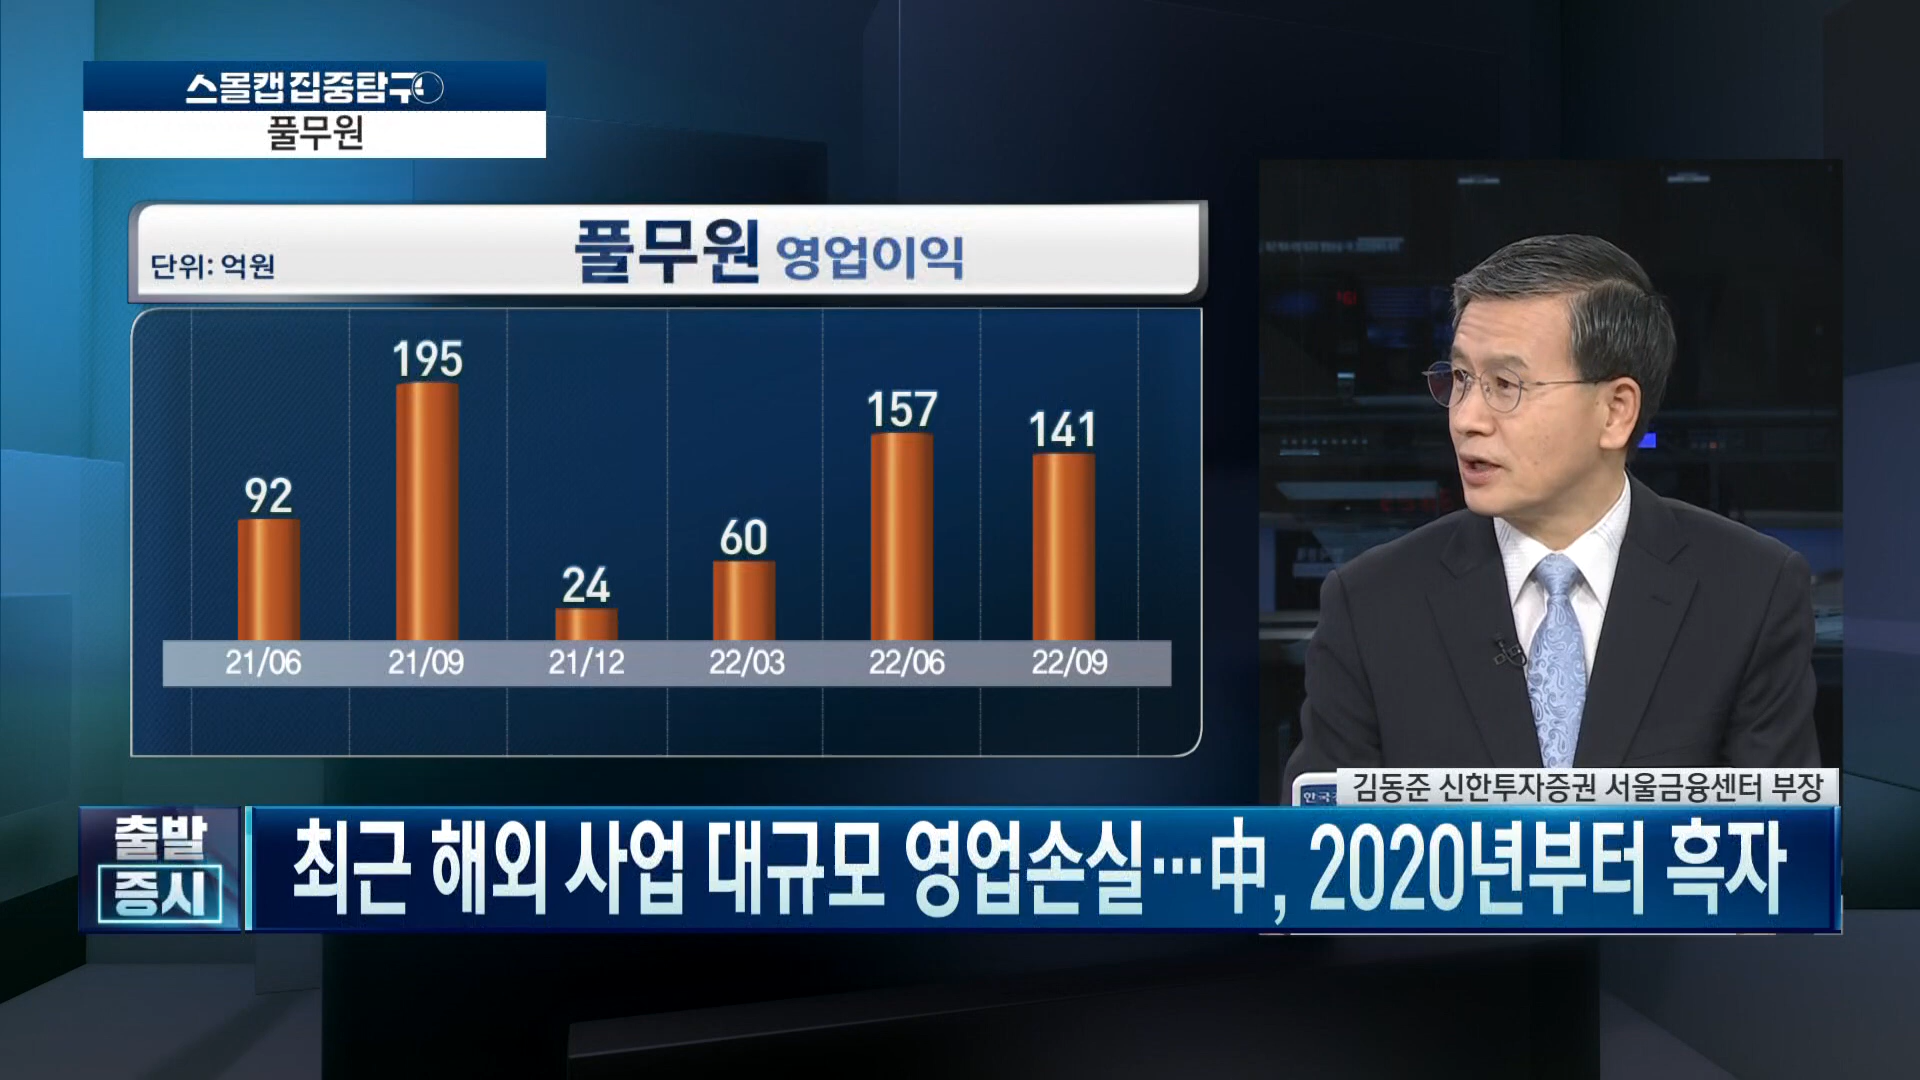 스몰캡 집중탐구
풀무원
단위: 억원
풀무원 영업이익
195
157
141
92
60
24
21/06 21/09 21/12 22/03 22/06 22/09
김동준 신한투자증권 서울금융센터 부장
출발
증시
최근 해외 사업 대규모 영업손실…中, 2020년부터 흑자